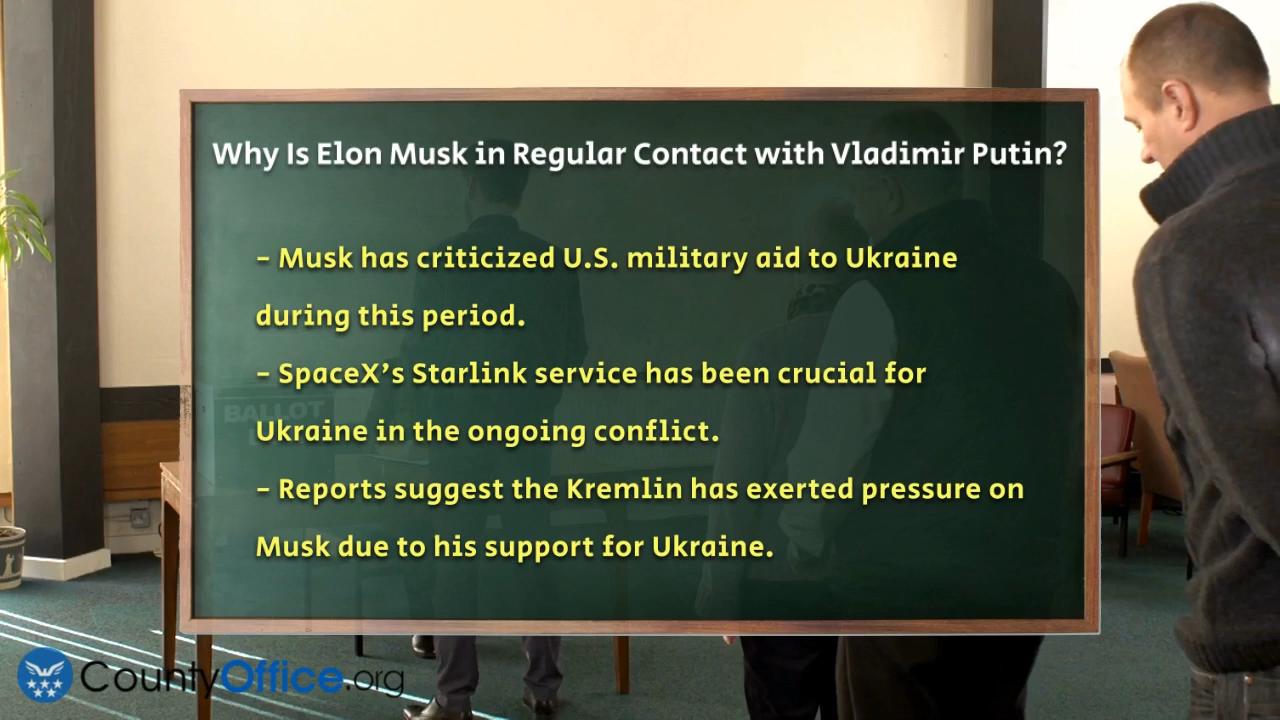 Why Is Elon Musk in Regular Contact with Vladimir Putin?
- Musk has criticized U.S. military aid to Ukraine
during this period.
- SpaceX's Starlink service has been crucial for
Ukraine in the ongoing conflict.
- Reports suggest the Kremlin has exerted pressure on
Musk due to his support for Ukraine.
BALLOT
CountyOffice.org